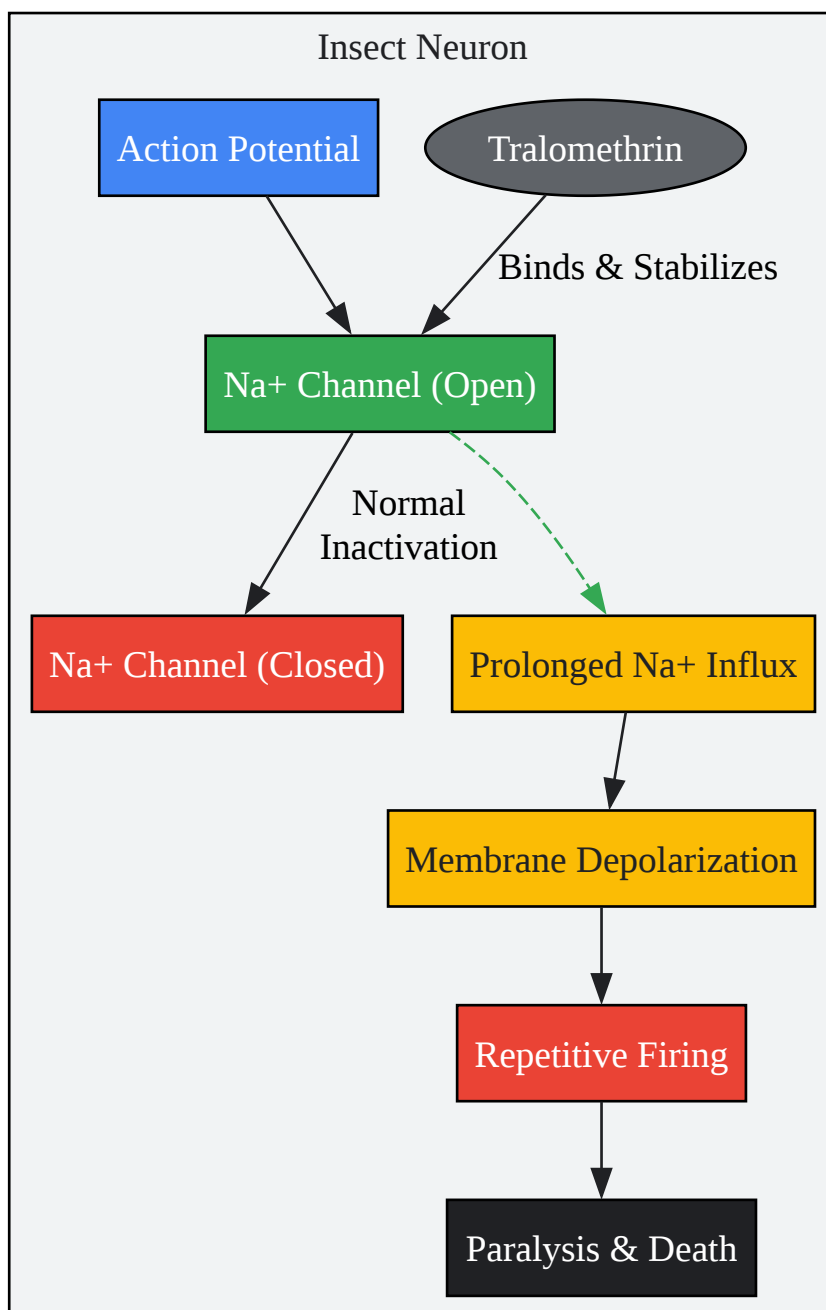 Insect Neuron
Action Potential
Tralomethrin
Binds & Stabilizes
Na+ Channel (Open)
Normal
Inactivation
Na+ Channel (Closed)
Prolonged Na+ Influx
Membrane Depolarization
Repetitive Firing
Paralysis & Death